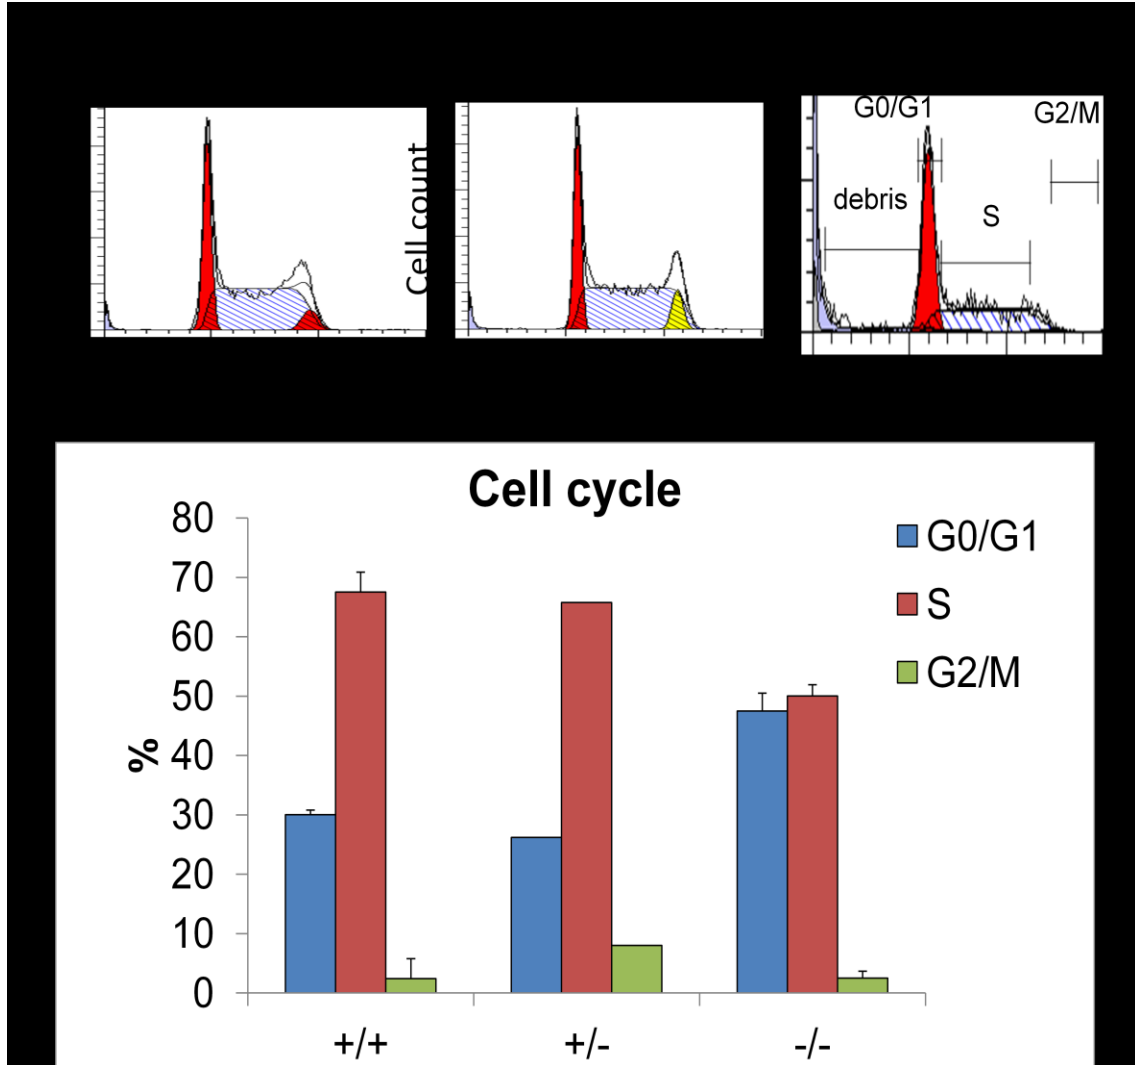 G0/G1
G2/M
debris
S
Cell count
Cell cycle
80
70
60
50
40
30
20
10
0
%
G0/G1
S
G2/M
+/+
+/-
-/-